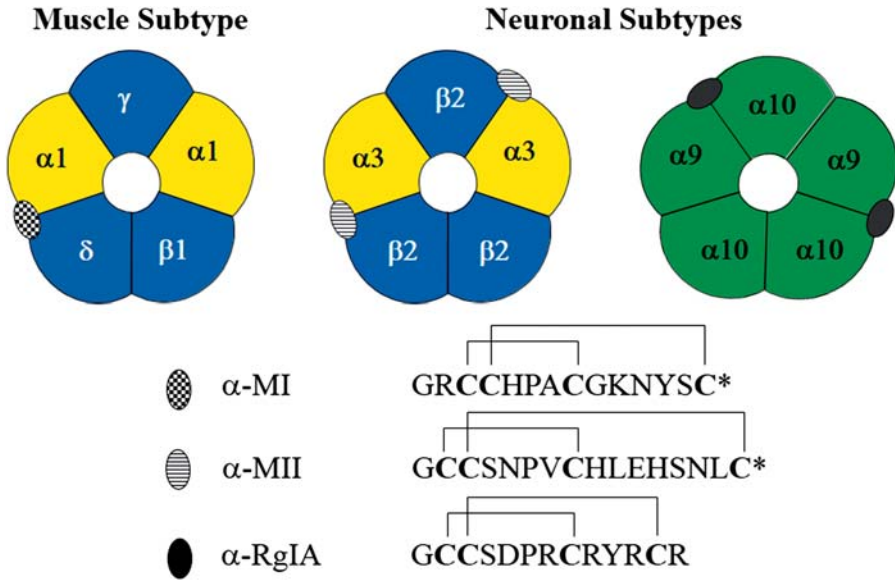 Muscle Subtype Neuronal Subtypes
γ β2 α10
α1 α1 α3 α3 α9 α9
δ β1 β2 β2 α10 α10
α-MI GRCCHPACGKNYSC*
α-MII GCCSNPVCHLEHSNLC*
α-RgIA GCCSDPRCRYRCR